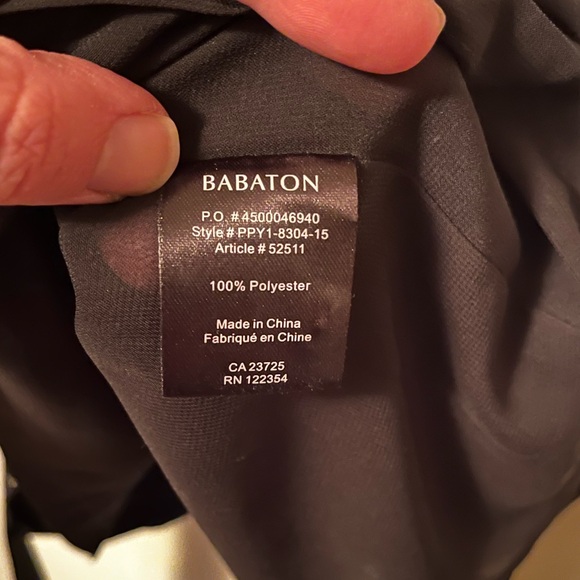 BABATON
P.O. # 4500046940
Style # PPY1-8304-15
Article # 52511
100% Polyester
Made in China
Fabriqué en Chine
CA 23725
RN 122354